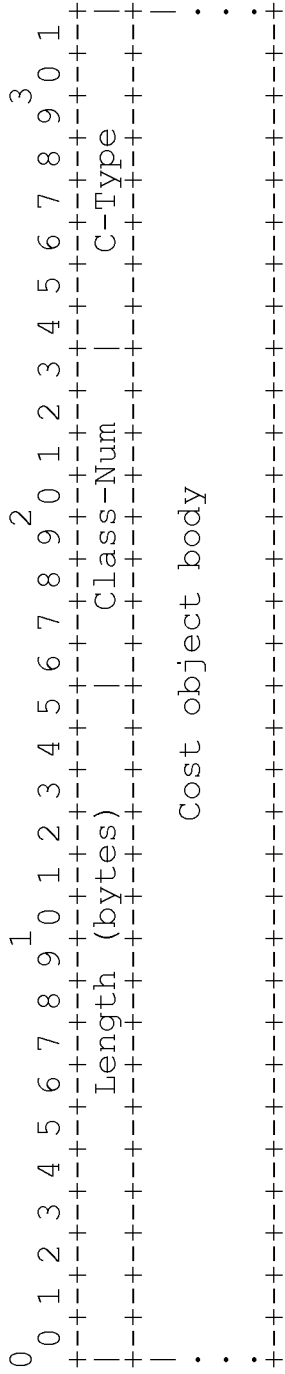 0                   1                   2                   3
 0 1 2 3 4 5 6 7 8 9 0 1 2 3 4 5 6 7 8 9 0 1 2 3 4 5 6 7 8 9 0 1
+-+-+-+-+-+-+-+-+-+-+-+-+-+-+-+-+-+-+-+-+-+-+-+-+-+-+-+-+-+-+-+-+
|        Length (bytes)         |   Class-Num   |    C-Type     |
+-+-+-+-+-+-+-+-+-+-+-+-+-+-+-+-+-+-+-+-+-+-+-+-+-+-+-+-+-+-+-+-+
|                                                               |
.                       Cost object body                        .
.                                                               .
.                                                               .
+-+-+-+-+-+-+-+-+-+-+-+-+-+-+-+-+-+-+-+-+-+-+-+-+-+-+-+-+-+-+-+-+